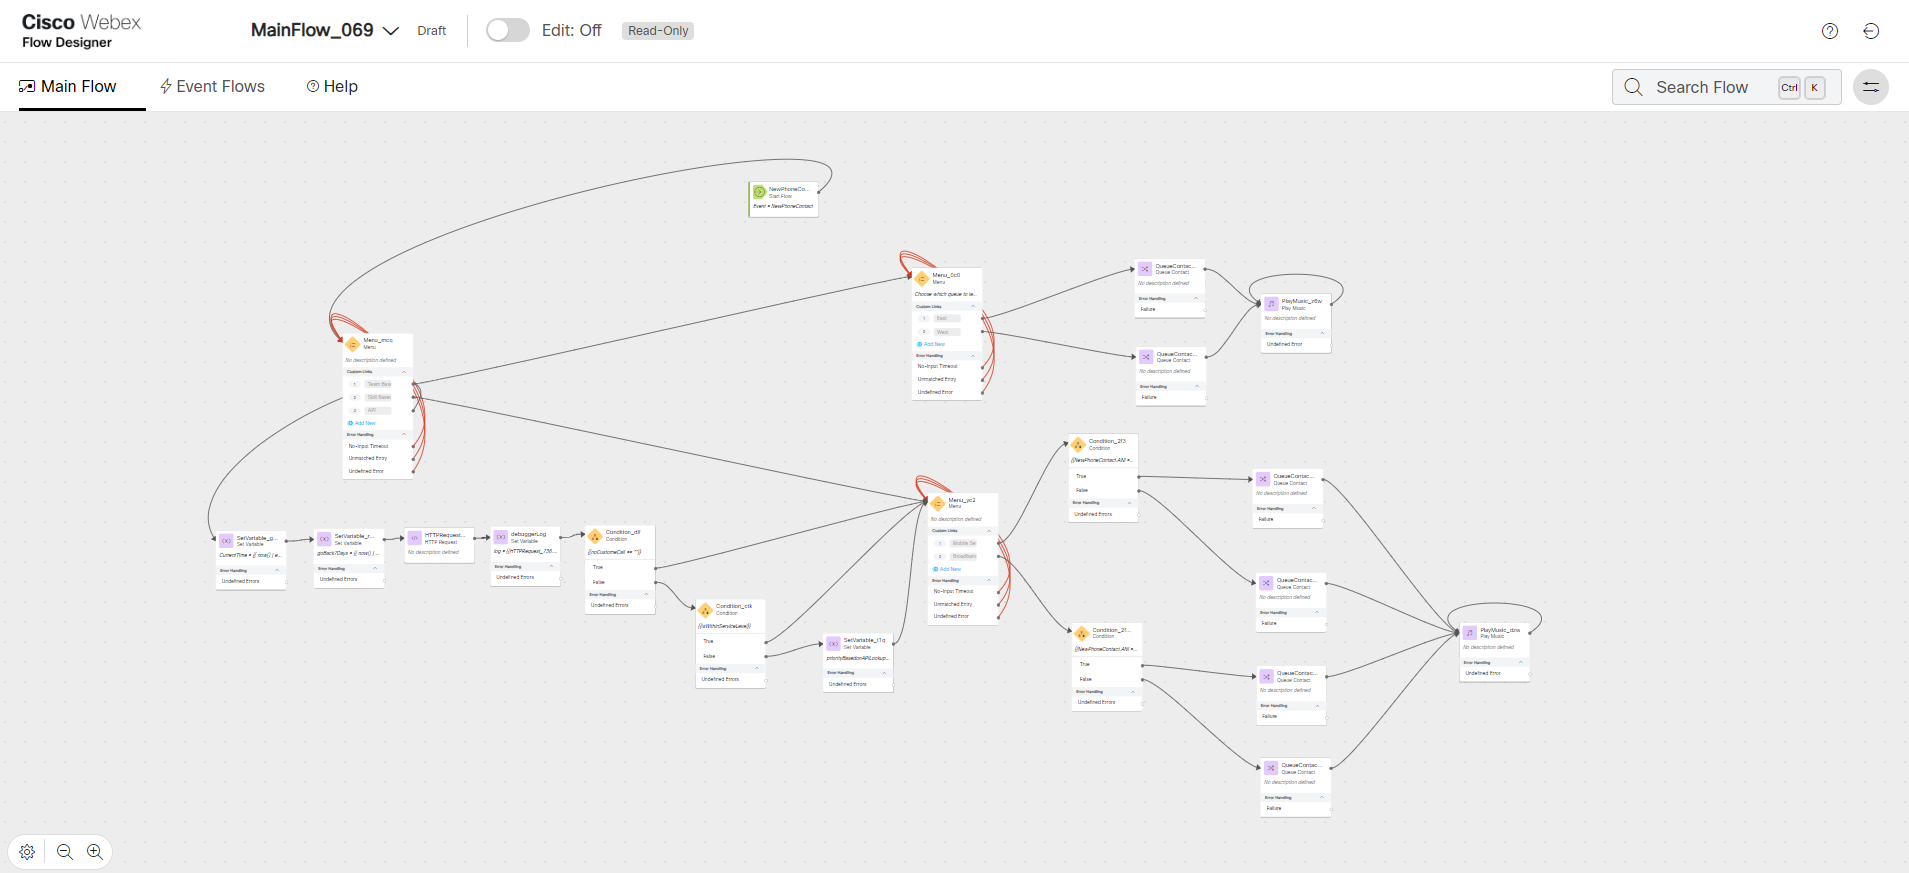 Cisco Webex
Flow Designer
MainFlow_069
Draft
Edit: Off
Read-Only
Main Flow
Event Flows
Help
Search Flow
Ctrl
K
NewPhoneCo...
Start Flow
Event = NewPhoneContact
Menu_0c0
Menu
Choose which queue to te...
Custom Links
1 East
2 West
Add New
Error Handling
No-Input Timeout
Unmatched Entry
Undefined Error
QueueContac...
Queue Contact
No description defined
Error Handling
Failure
PlayMusic_z6w
Play Music
No description defined
Error Handling
Undefined Error
QueueContac...
Queue Contact
No description defined
Error Handling
Failure
Menu_mcq
Menu
No description defined
Custom Links
1 Team Base
2 Skill Based
3 API
Add New
Error Handling
No-Input Timeout
Unmatched Entry
Undefined Error
Condition_2f3
Condition
{{NewPhoneContact.ANI =...
True
False
Error Handling
Undefined Errors
Menu_yc2
Menu
No description defined
Custom Links
1 Mobile Se
2 Broadban
Add New
Error Handling
No-Input Timeout
Unmatched Entry
Undefined Error
QueueContac...
Queue Contact
No description defined
Error Handling
Failure
SetVariable_g...
Set Variable
CurrentTime = {{ now() | e...
Error Handling
Undefined Errors
SetVariable_r...
Set Variable
goBack7Days = {{ now() | ...
Error Handling
Undefined Errors
HTTPRequest...
HTTP Request
No description defined
debuggerLog
Set Variable
log = {{HTTPRequest_736...
Error Handling
Undefined Errors
Condition_dif
Condition
{{noCustomeCall == ""}}
True
False
Error Handling
Undefined Errors
Condition_ctk
Condition
{{isWithinServiceLevel}}
True
False
Error Handling
Undefined Errors
SetVariable_t1q
Set Variable
priorityBasedonAPILookup...
Error Handling
Undefined Errors
QueueContac...
Queue Contact
No description defined
Error Handling
Failure
Condition_2f...
Condition
{{NewPhoneContact.ANI =...
True
False
Error Handling
Undefined Errors
PlayMusic_dzw
Play Music
No description defined
Error Handling
Undefined Error
QueueContac...
Queue Contact
No description defined
Error Handling
Failure
QueueContac...
Queue Contact
No description defined
Error Handling
Failure